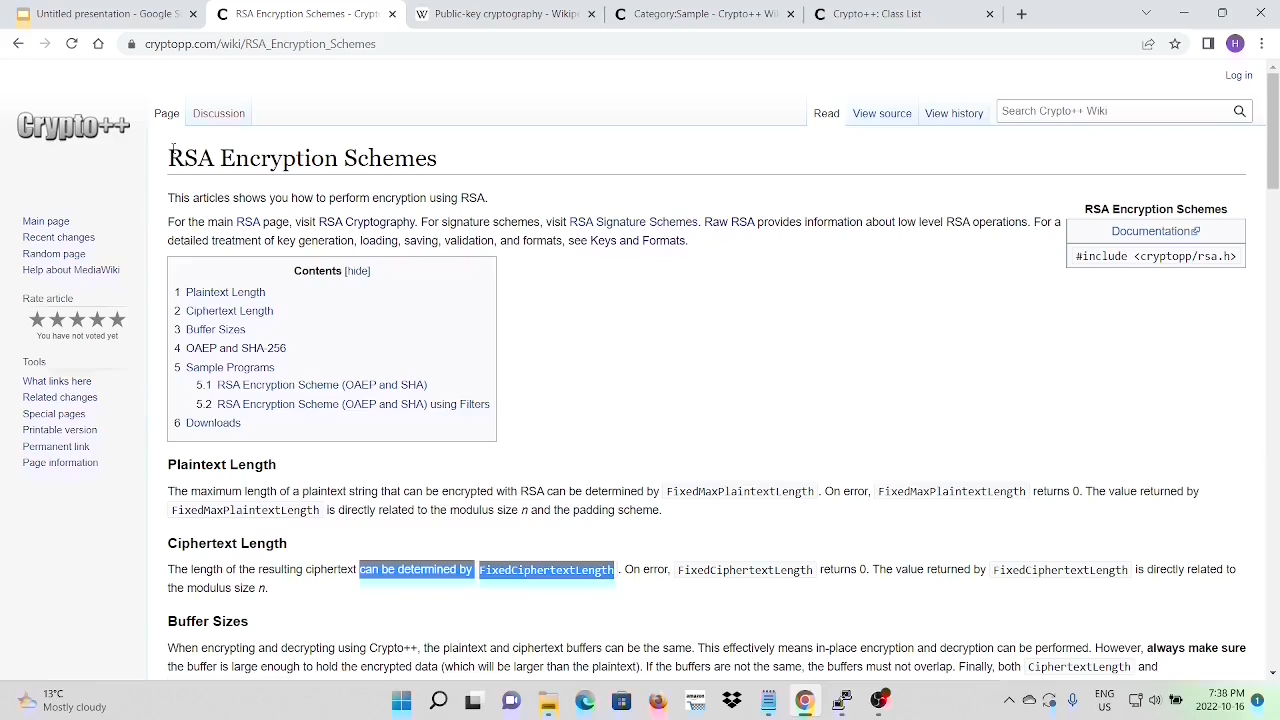 Untitled presentation - Google S
RSA Encryption Schemes - Crypt
Public-key cryptography - Wikipe
Category:Sample - Crypto++ Wi
Crypto++: Class List
cryptopp.com/wiki/RSA_Encryption_Schemes
Log in
Crypto++
Page
Discussion
Read
View source
View history
Search Crypto++ Wiki
RSA Encryption Schemes
This articles shows you how to perform encryption using RSA.
For the main RSA page, visit RSA Cryptography. For signature schemes, visit RSA Signature Schemes. Raw RSA provides information about low level RSA operations. For a
detailed treatment of key generation, loading, saving, validation, and formats, see Keys and Formats.
RSA Encryption Schemes
Documentation
#include <cryptopp/rsa.h>
Main page
Recent changes
Random page
Help about MediaWiki
Rate article
You have not voted yet
Tools
What links here
Related changes
Special pages
Printable version
Permanent link
Page information
Contents [hide]
1 Plaintext Length
2 Ciphertext Length
3 Buffer Sizes
4 OAEP and SHA-256
5 Sample Programs
5.1 RSA Encryption Scheme (OAEP and SHA)
5.2 RSA Encryption Scheme (OAEP and SHA) using Filters
6 Downloads
Plaintext Length
The maximum length of a plaintext string that can be encrypted with RSA can be determined by FixedMaxPlaintextLength. On error, FixedMaxPlaintextLength returns 0. The value returned by
FixedMaxPlaintextLength is directly related to the modulus size n and the padding scheme.
Ciphertext Length
The length of the resulting ciphertext can be determined by FixedCiphertextLength. On error, FixedCiphertextLength returns 0. The value returned by FixedCiphertextLength is directly related to
the modulus size n.
Buffer Sizes
When encrypting and decrypting using Crypto++, the plaintext and ciphertext buffers can be the same. This effectively means in-place encryption and decryption can be performed. However, always make sure
the buffer is large enough to hold the encrypted data (which will be larger than the plaintext). If the buffers are not the same, the buffers must not overlap. Finally, both CiphertextLength and
13°C
Mostly cloudy
amazon
ENG
US
7:38 PM
2022-10-16
1
H